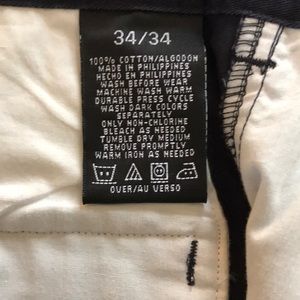 34/34
100% COTTON/ALGODON
MADE IN PHILIPPINES
HECHO EN PHILIPPINES
WASH BEFORE WEAR
MACHINE WASH WARM
DURABLE PRESS CYCLE
WASH DARK COLORS
SEPARATELY
ONLY NON-CHLORINE
BLEACH AS NEEDED
TUMBLE DRY MEDIUM
REMOVE PROMPTLY
WARM IRON AS NEEDED
OVER/AU VERSO